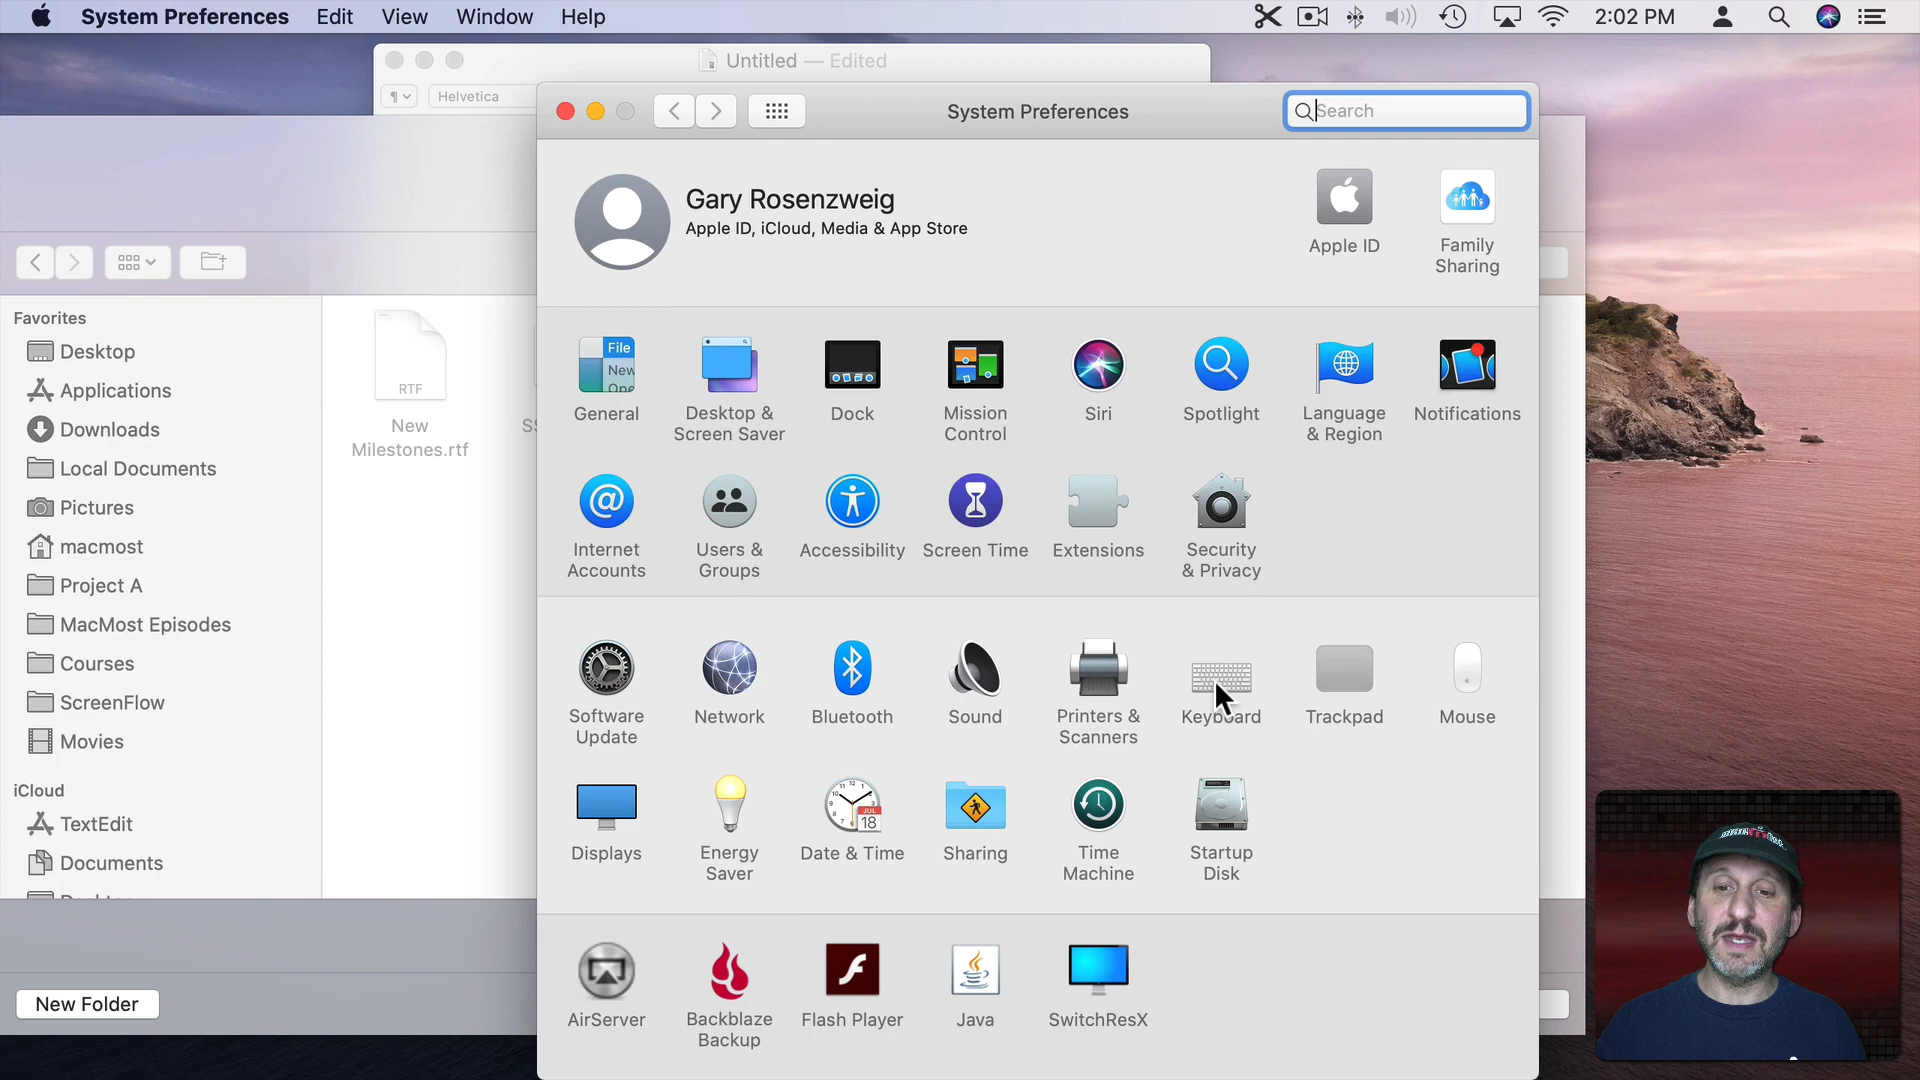 System Preferences Edit View Window Help 2:02 PM
Untitled — Edited
Helvetica
System Preferences
Search
Gary Rosenzweig
Apple ID, iCloud, Media & App Store
Apple ID
Family
Sharing
General
Desktop &
Screen Saver
Dock
Mission
Control
Siri
Spotlight
Language
& Region
Notifications
Internet
Accounts
Users &
Groups
Accessibility
Screen Time
Extensions
Security
& Privacy
Software
Update
Network
Bluetooth
Sound
Printers &
Scanners
Keyboard
Trackpad
Mouse
Displays
Energy
Saver
JUL
18
Date & Time
Sharing
Time
Machine
Startup
Disk
AirServer
Backblaze
Backup
Flash Player
Java
SwitchResX
Favorites
Desktop
Applications
Downloads
Local Documents
Pictures
macmost
Project A
MacMost Episodes
Courses
ScreenFlow
Movies
iCloud
TextEdit
Documents
RTF
New
Milestones.rtf
New Folder
File
New